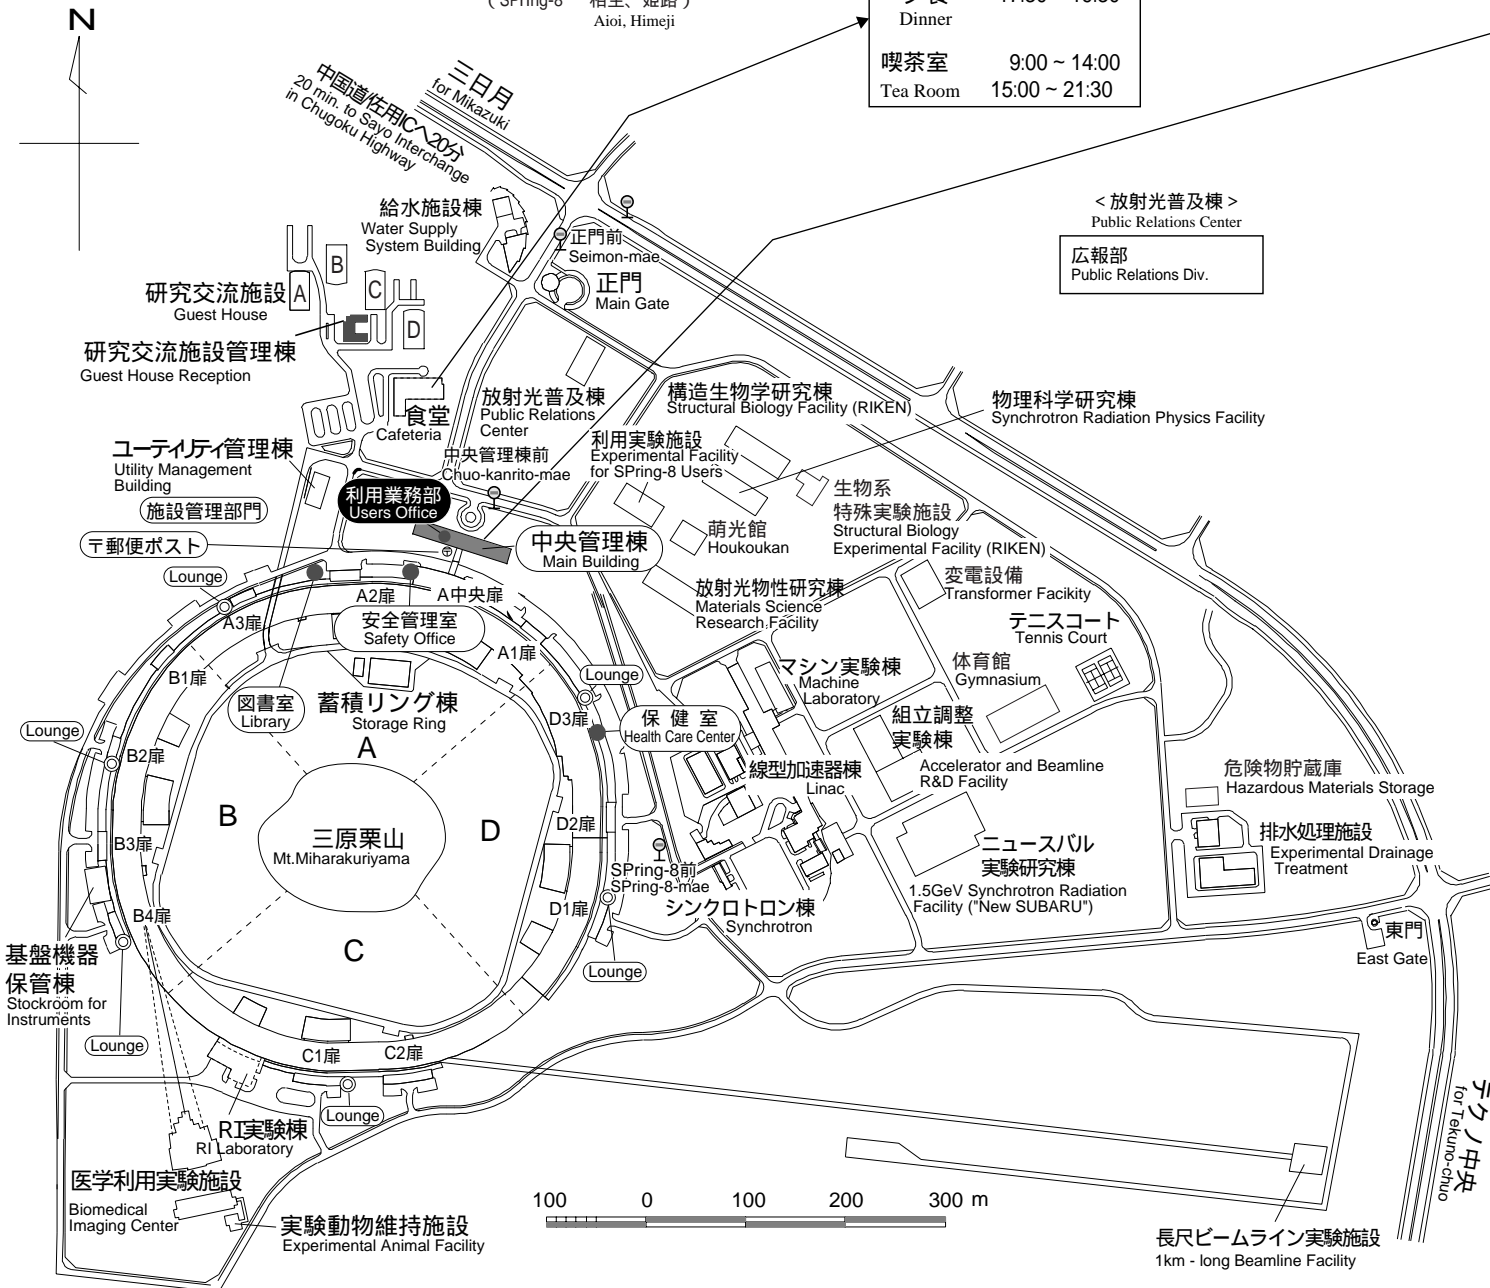 N
Aioi, Himeji
Dinner
喫茶室 9:00 ~ 14:00
Tea Room 15:00 ~ 21:30
中国道佐用ICへ20分
20 min. to Sayo Interchange
in Chugoku Highway
三日月
for Mikazuki
給水施設棟
Water Supply
System Building
正門前
Seimon-mae
正門
Main Gate
< 放射光普及棟 >
Public Relations Center
広報部
Public Relations Div.
A
B
C
D
研究交流施設
Guest House
研究交流施設管理棟
Guest House Reception
食堂
Cafeteria
放射光普及棟
Public Relations
Center
構造生物学研究棟
Structural Biology Facility (RIKEN)
物理科学研究棟
Synchrotron Radiation Physics Facility
ユーティリティ管理棟
Utility Management
Building
施設管理部門
中央管理棟前
Chuo-kanrito-mae
利用実験施設
Experimental Facility
for SPring-8 Users
利用業務部
Users Office
生物系
特殊実験施設
Structural Biology
Experimental Facility (RIKEN)
萌光館
Houkoukan
〒郵便ポスト
中央管理棟
Main Building
Lounge
放射光物性研究棟
Materials Science
Research Facility
変電設備
Transformer Facikity
テニスコート
Tennis Court
A2扉
A中央扉
A3扉
安全管理室
Safety Office
A1扉
B1扉
図書室
Library
蓄積リング棟
Storage Ring
Lounge
D3扉
保 健 室
Health Care Center
マシン実験棟
Machine
Laboratory
体育館
Gymnasium
組立調整
実験棟
Accelerator and Beamline
R&D Facility
線型加速器棟
Linac
危険物貯蔵庫
Hazardous Materials Storage
Lounge
B2扉
A
B
D
C
三原栗山
Mt.Miharakuriyama
D2扉
B3扉
排水処理施設
Experimental Drainage
Treatment
ニュースバル
実験研究棟
1.5GeV Synchrotron Radiation
Facility ("New SUBARU")
SPring-8前
SPring-8-mae
シンクロトロン棟
Synchrotron
D1扉
B4扉
東門
East Gate
基盤機器
保管棟
Stockroom for
Instruments
Lounge
Lounge
C1扉
C2扉
Lounge
RI実験棟
RI Laboratory
医学利用実験施設
Biomedical
Imaging Center
実験動物維持施設
Experimental Animal Facility
100 0 100 200 300 m
テクノ中央
for Tekuno-chuo
長尺ビームライン実験施設
1km - long Beamline Facility